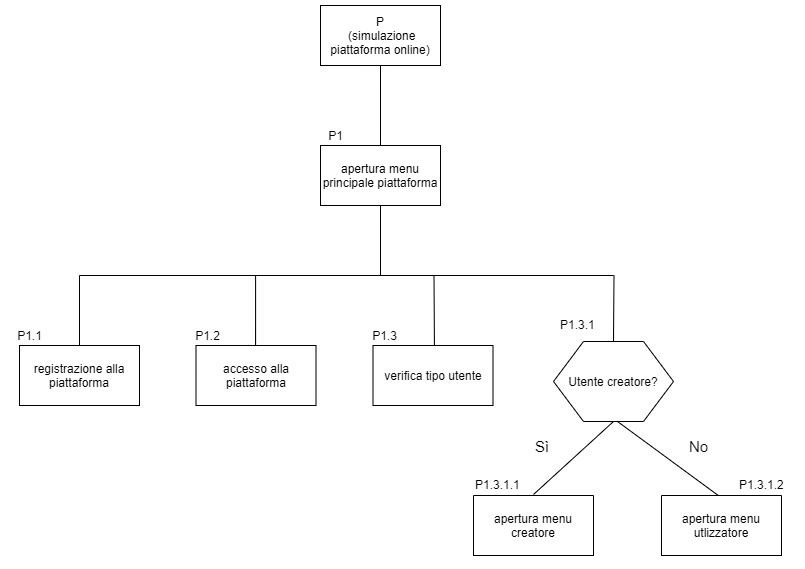 P
(simulazione
piattaforma online)
P1
apertura menu
principale piattaforma
P1.1
registrazione alla
piattaforma
P1.2
accesso alla
piattaforma
P1.3
verifica tipo utente
P1.3.1
Utente creatore?
Sì
No
P1.3.1.1
apertura menu
creatore
P1.3.1.2
apertura menu
utlizzatore